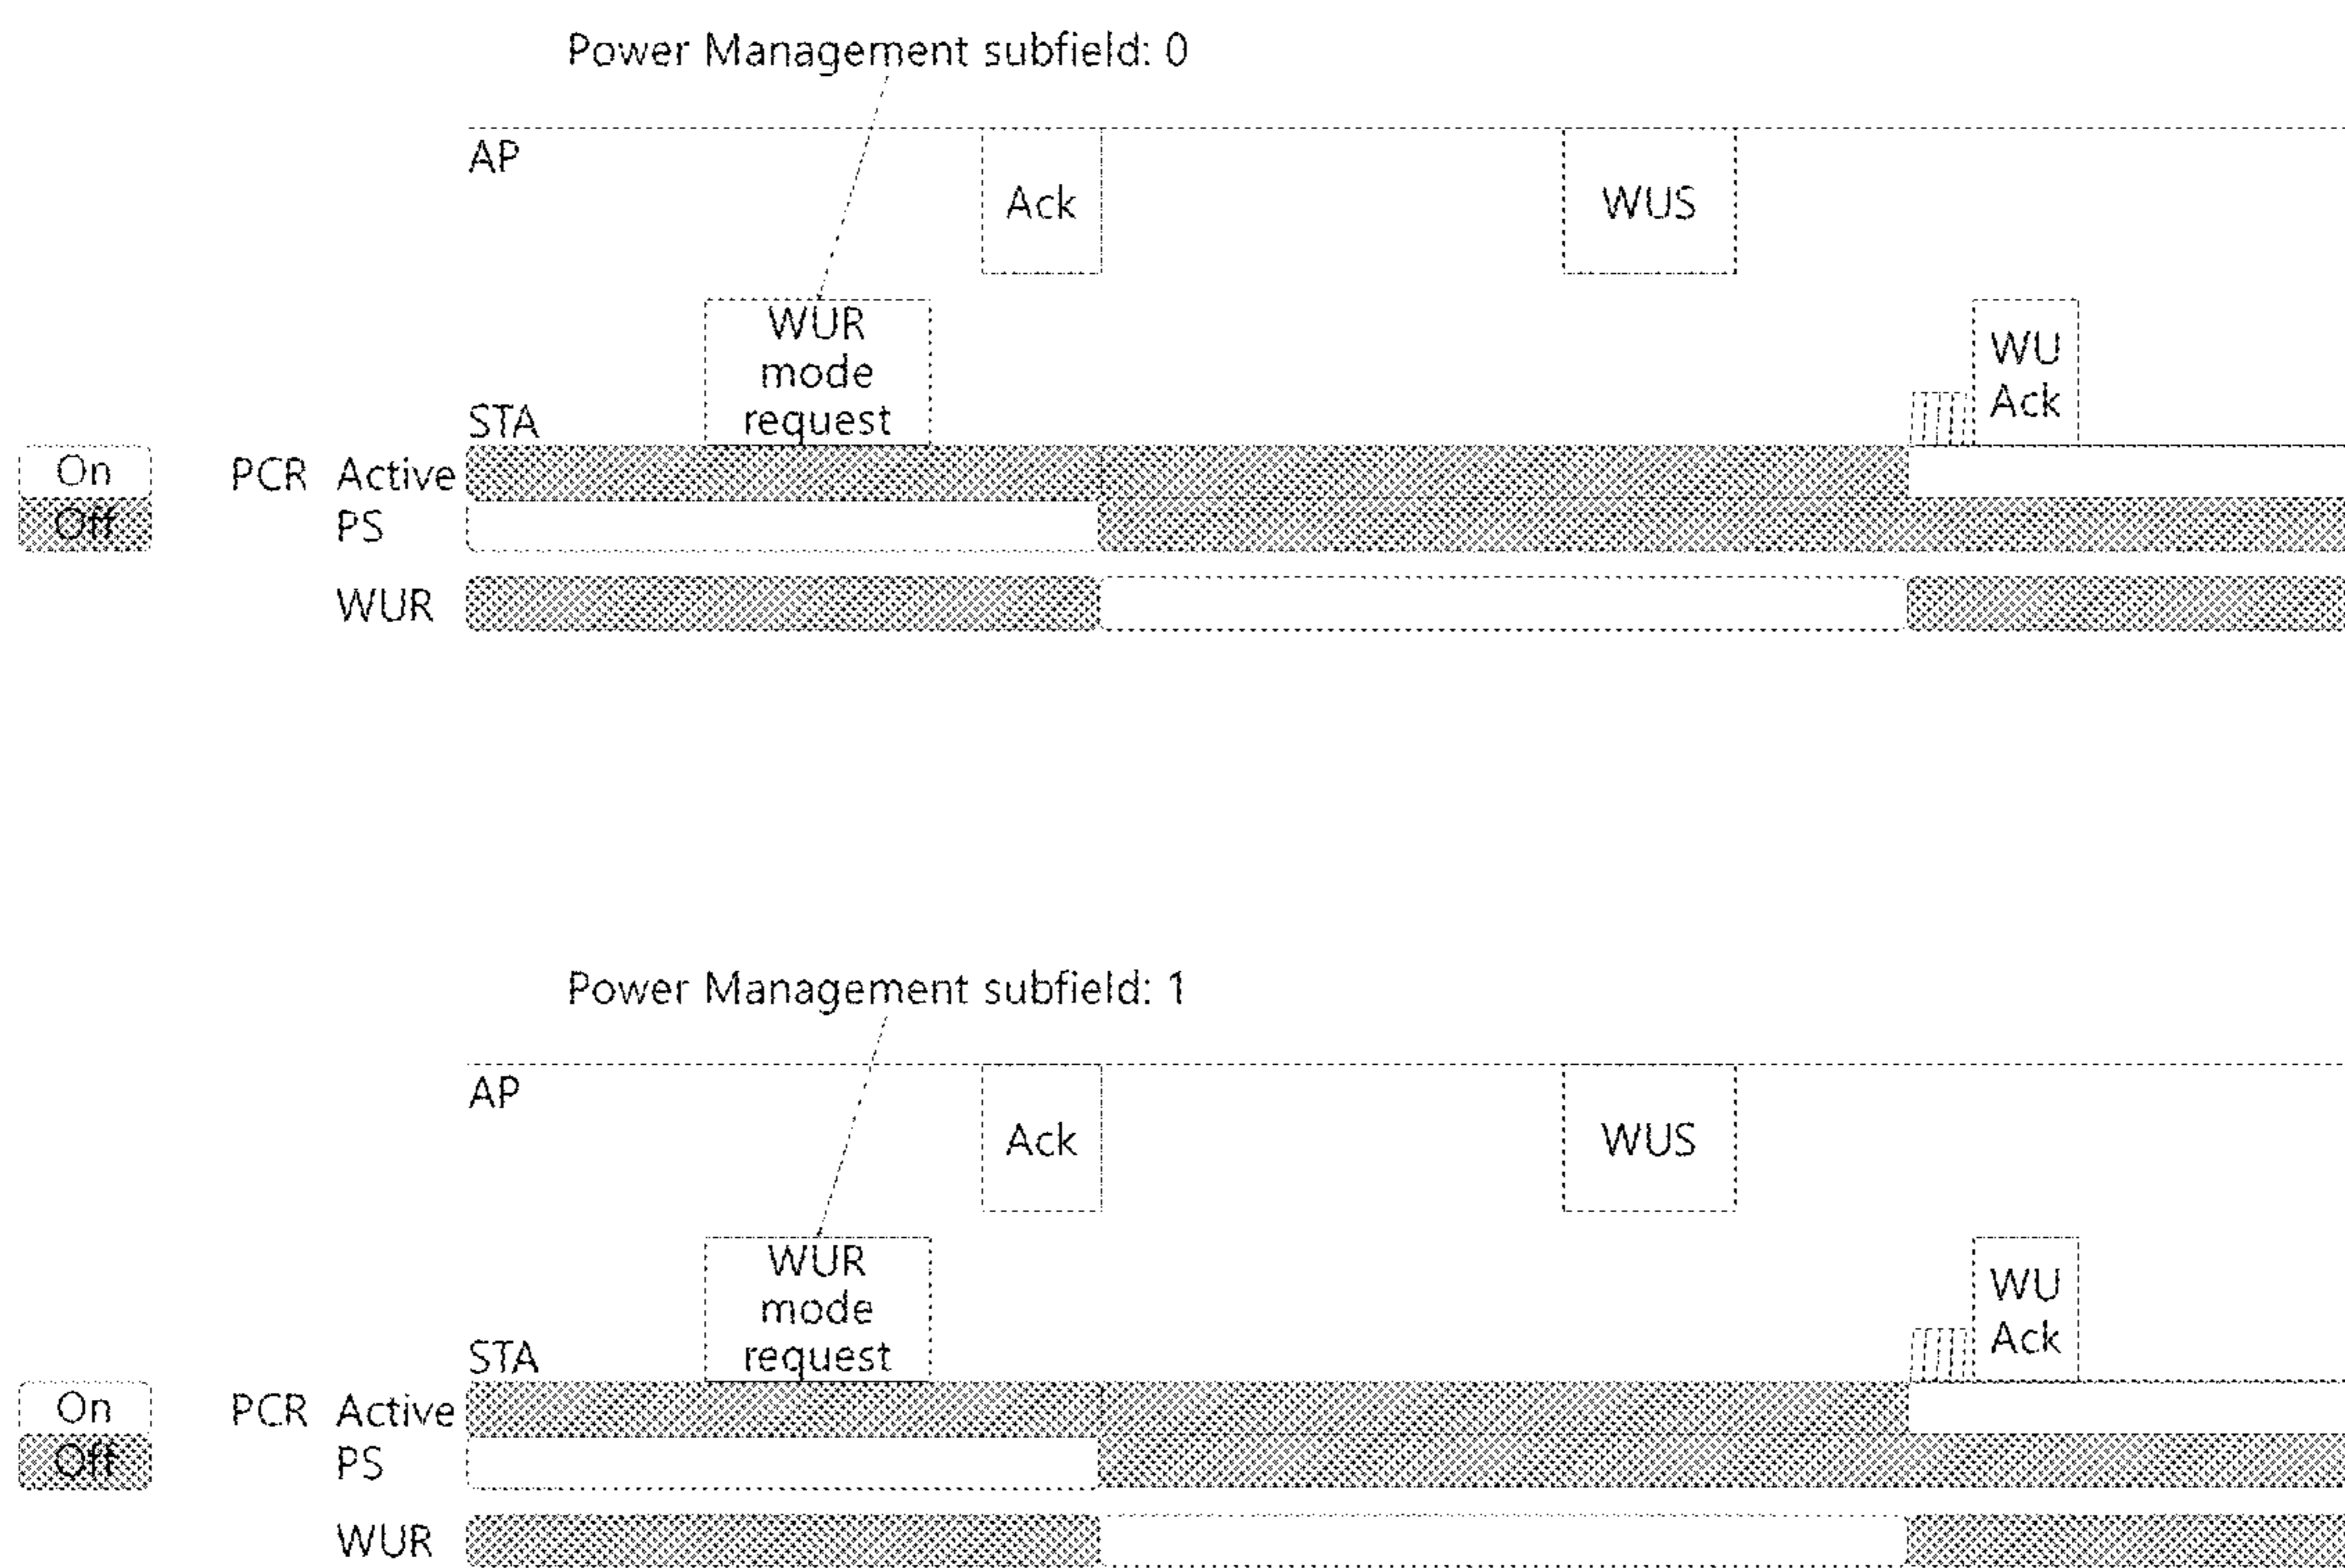 Power Management subfield: 0
AP
Ack
WUS
WUR
mode
request
WU
Ack
STA
On
Off
PCR Active
PS
WUR
Power Management subfield: 1
AP
Ack
WUS
WUR
mode
request
WU
Ack
STA
On
Off
PCR Active
PS
WUR